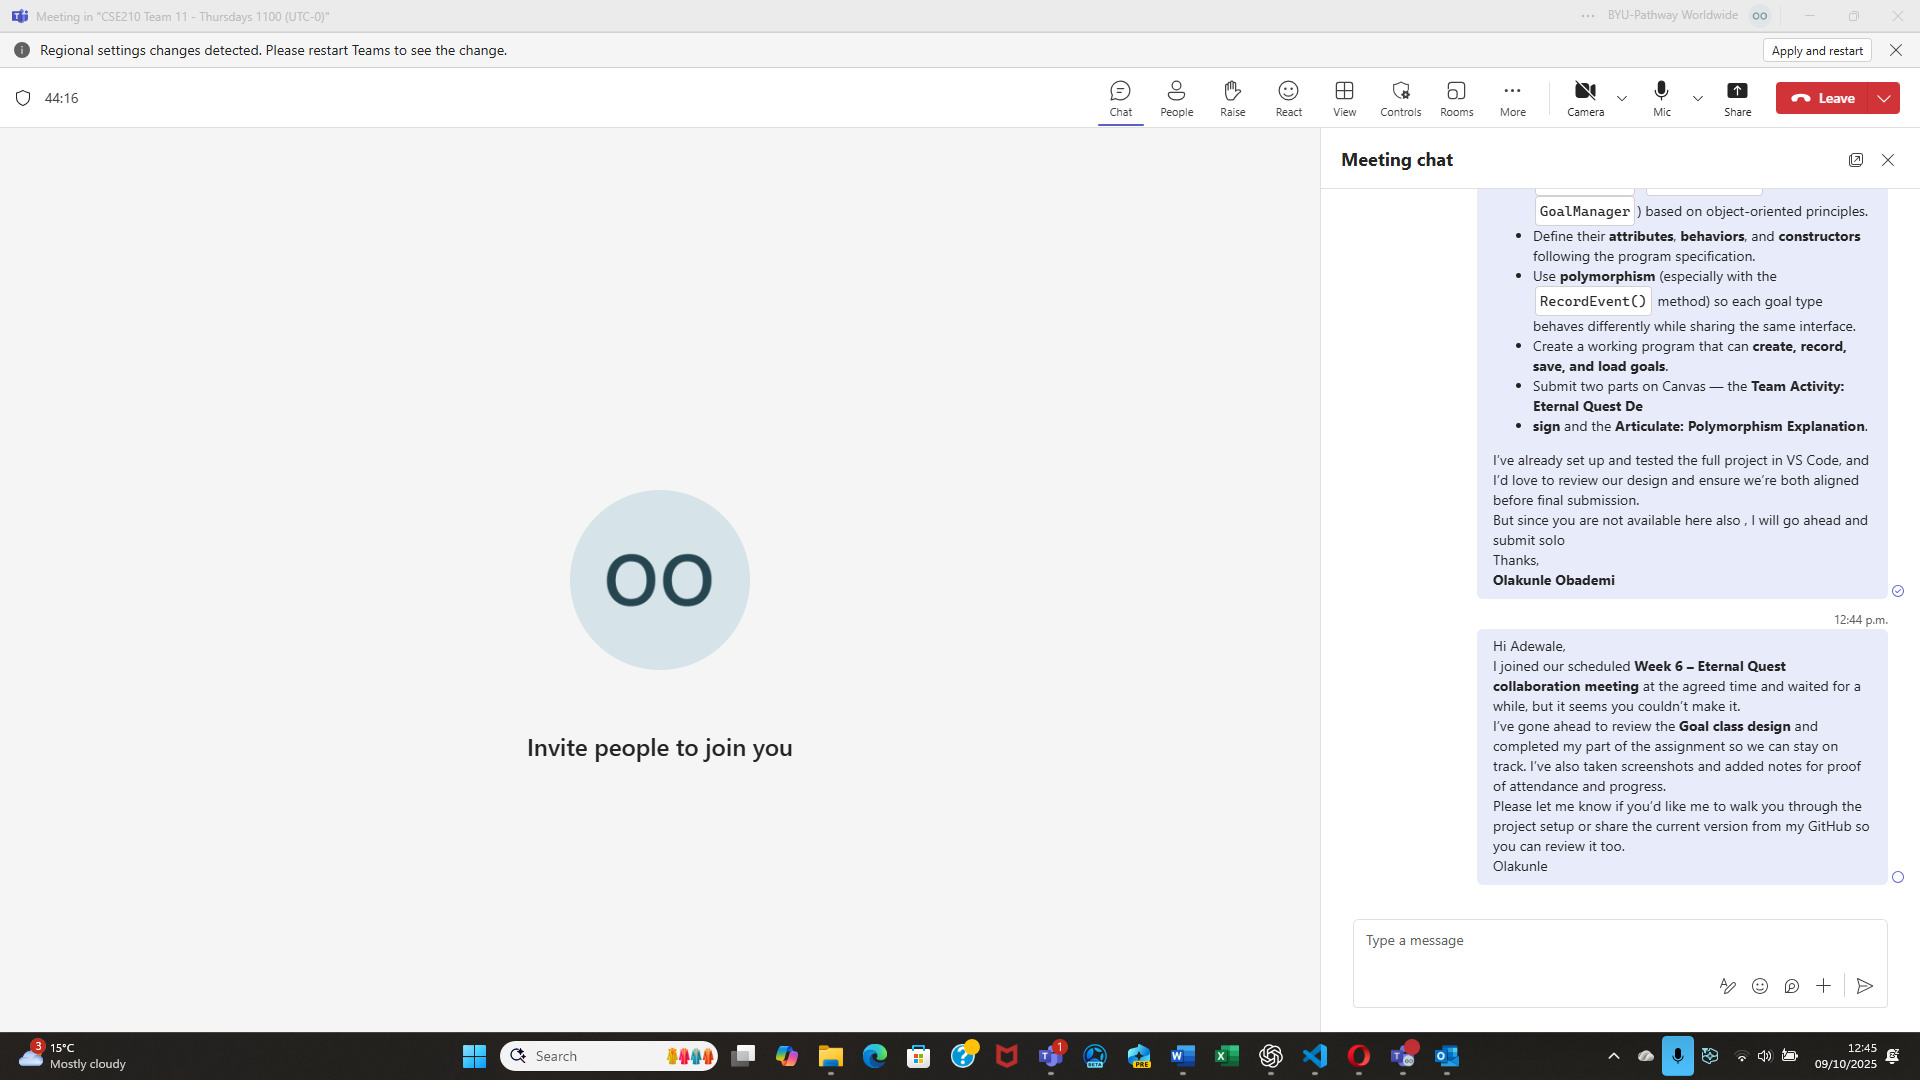 Meeting in "CSE210 Team 11 - Thursdays 1100 (UTC-0)"
BYU-Pathway Worldwide
OO
Regional settings changes detected. Please restart Teams to see the change.
Apply and restart
44:16
Chat
People
Raise
React
View
Controls
Rooms
More
Camera
Mic
Share
Leave
OO
Invite people to join you
Meeting chat
GoalManager ) based on object-oriented principles.
• Define their attributes, behaviors, and constructors
following the program specification.
• Use polymorphism (especially with the
RecordEvent() method) so each goal type
behaves differently while sharing the same interface.
• Create a working program that can create, record,
save, and load goals.
• Submit two parts on Canvas — the Team Activity:
Eternal Quest De
• sign and the Articulate: Polymorphism Explanation.
I’ve already set up and tested the full project in VS Code, and
I’d love to review our design and ensure we’re both aligned
before final submission.
But since you are not available here also , I will go ahead and
submit solo
Thanks,
Olakunle Obademi
12:44 p.m.
Hi Adewale,
I joined our scheduled Week 6 – Eternal Quest
collaboration meeting at the agreed time and waited for a
while, but it seems you couldn’t make it.
I’ve gone ahead to review the Goal class design and
completed my part of the assignment so we can stay on
track. I’ve also taken screenshots and added notes for proof
of attendance and progress.
Please let me know if you’d like me to walk you through the
project setup or share the current version from my GitHub so
you can review it too.
Olakunle
Type a message
3
15°C
Mostly cloudy
Search
1
BETA
PRE
12:45
09/10/2025